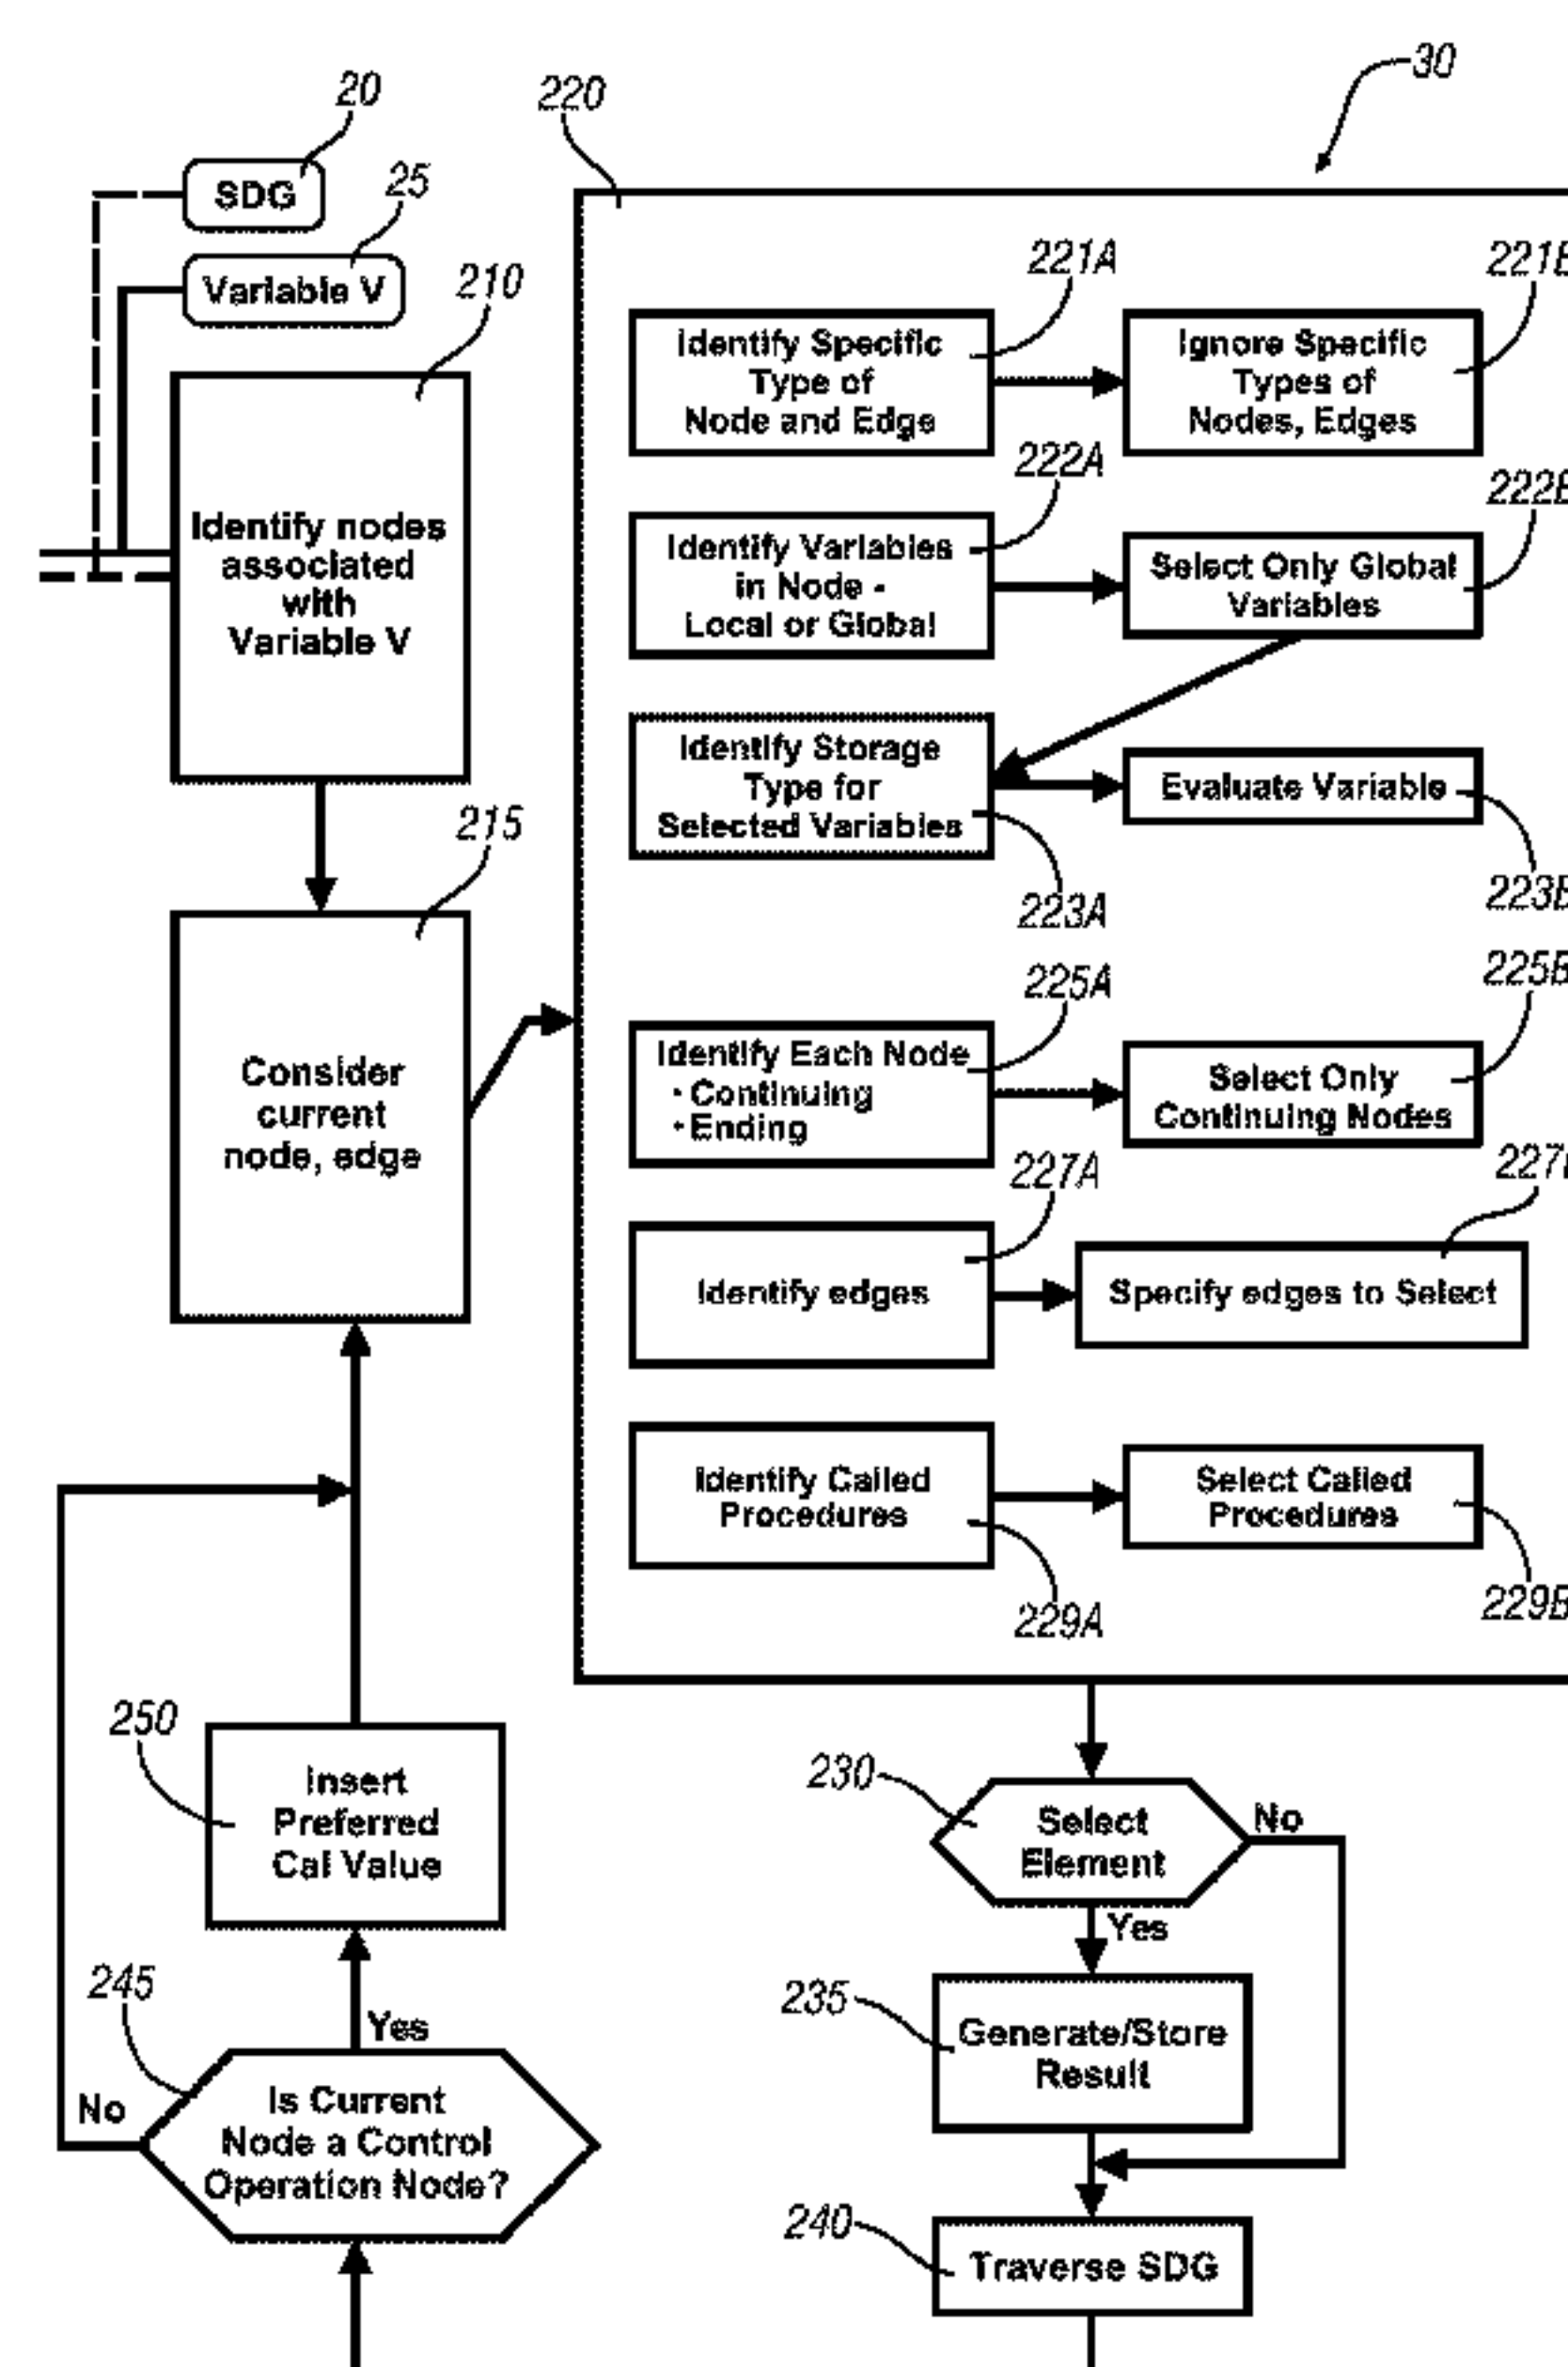 30
20
220
SDG
25
Variable V
210
221A
221B
Identify Specific
Type of
Node and Edge
Ignore Specific
Types of
Nodes, Edges
222A
222B
Identify nodes
associated
with
Variable V
Identify Variables
in Node -
Local or Global
Select Only Global
Variables
Identify Storage
Type for
Selected Variables
Evaluate Variable
223A
223B
215
225A
225B
Consider
current
node, edge
Identify Each Node
· Continuing
· Ending
Select Only
Continuing Nodes
227A
227
Identify edges
Specify edges to Select
Identify Called
Procedures
Select Called
Procedures
229A
229B
250
Insert
Preferred
Cal Value
230
Select
Element
No
Yes
245
Yes
No
Is Current
Node a Control
Operation Node?
235
Generate/Store
Result
240
Traverse SDG